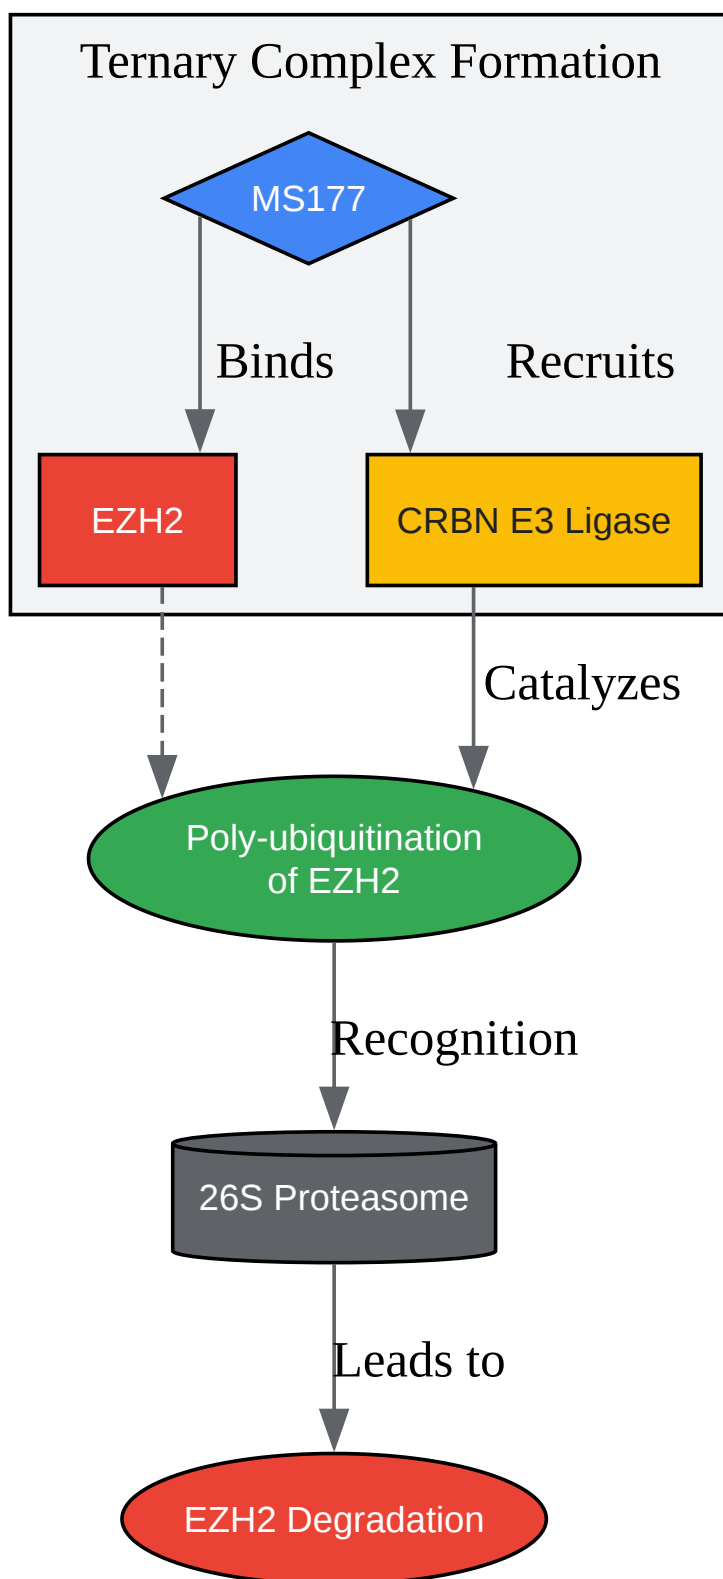 Ternary Complex Formation
MS177
Binds
Recruits
EZH2
CRBN E3 Ligase
Catalyzes
Poly-ubiquitination
of EZH2
Recognition
26S Proteasome
Leads to
EZH2 Degradation